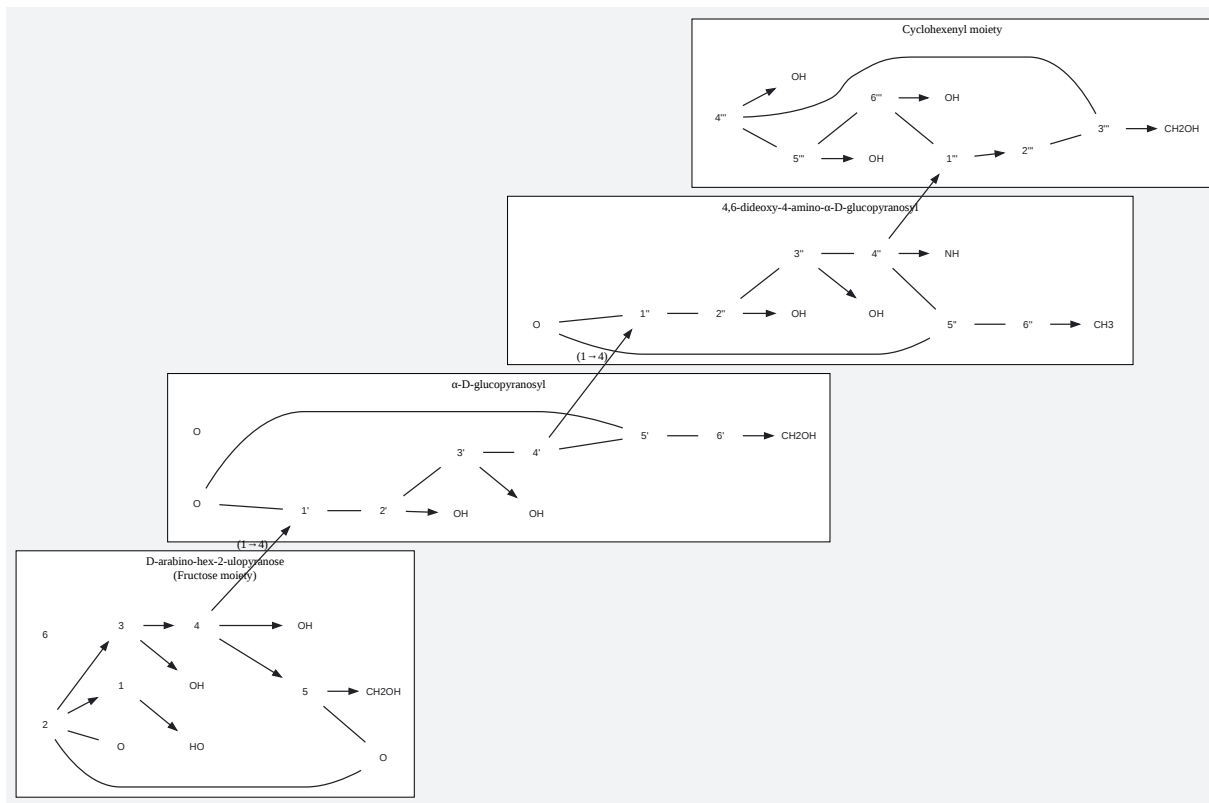 Cyclohexenyl moiety
OH
6''' OH
4'''
3''' CH2OH
5''' OH 1''' 2'''
4,6-dideoxy-4-amino-α-D-glucopyranosyl
3'' 4'' NH
1'' 2'' OH OH
O 5'' 6'' CH3
(1→4)
α-D-glucopyranosyl
O 5' 6' CH2OH
3' 4'
O 1' 2' OH OH
(1→4)
D-arabino-hex-2-ulopyranose
(Fructose moiety)
6 3 4 OH
1 OH 5 CH2OH
2
O HO O